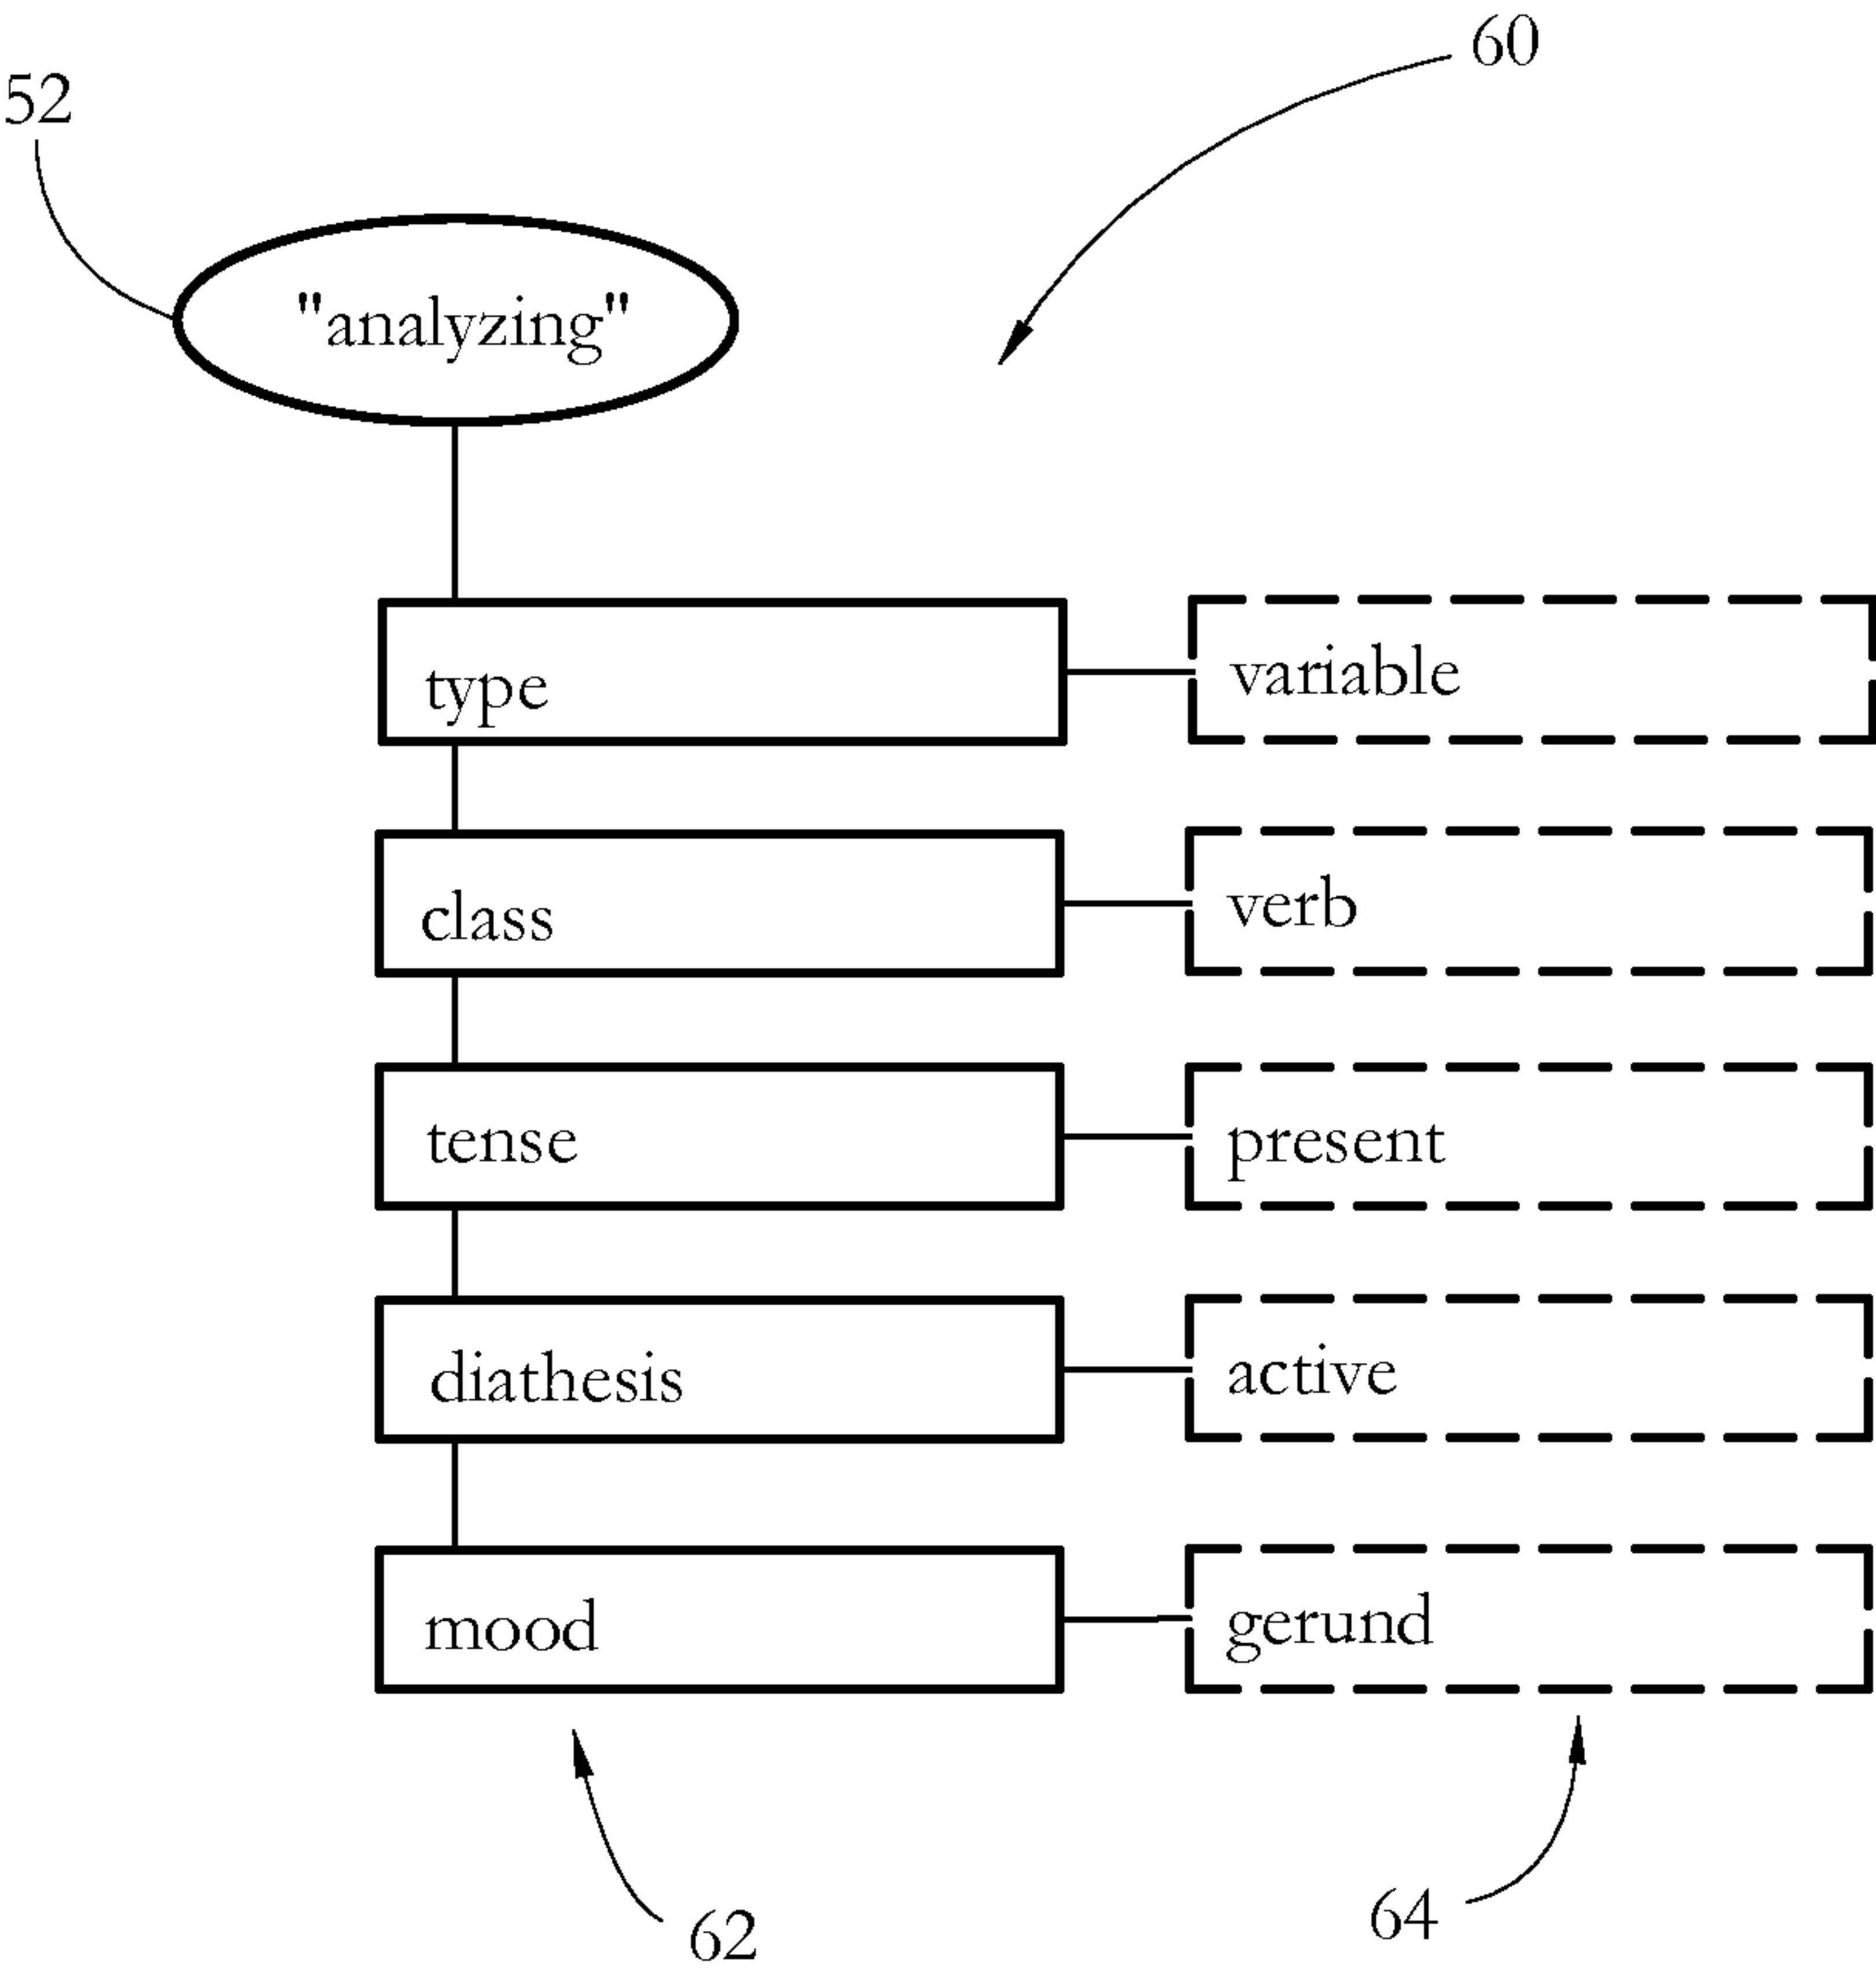 60
52
"analyzing"
type variable
class verb
tense present
diathesis active
mood gerund
62 64